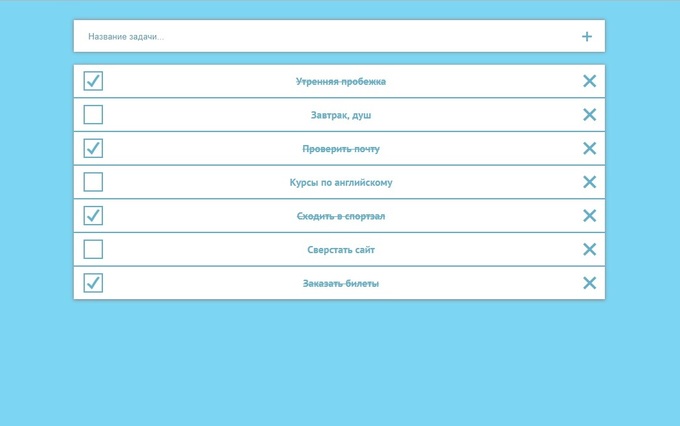 Название задачи...
Утренняя пробежка
Завтрак, душ
Проверить почту
Курсы по английскому
Сходить в спортзал
Сверстать сайт
Заказать билеты